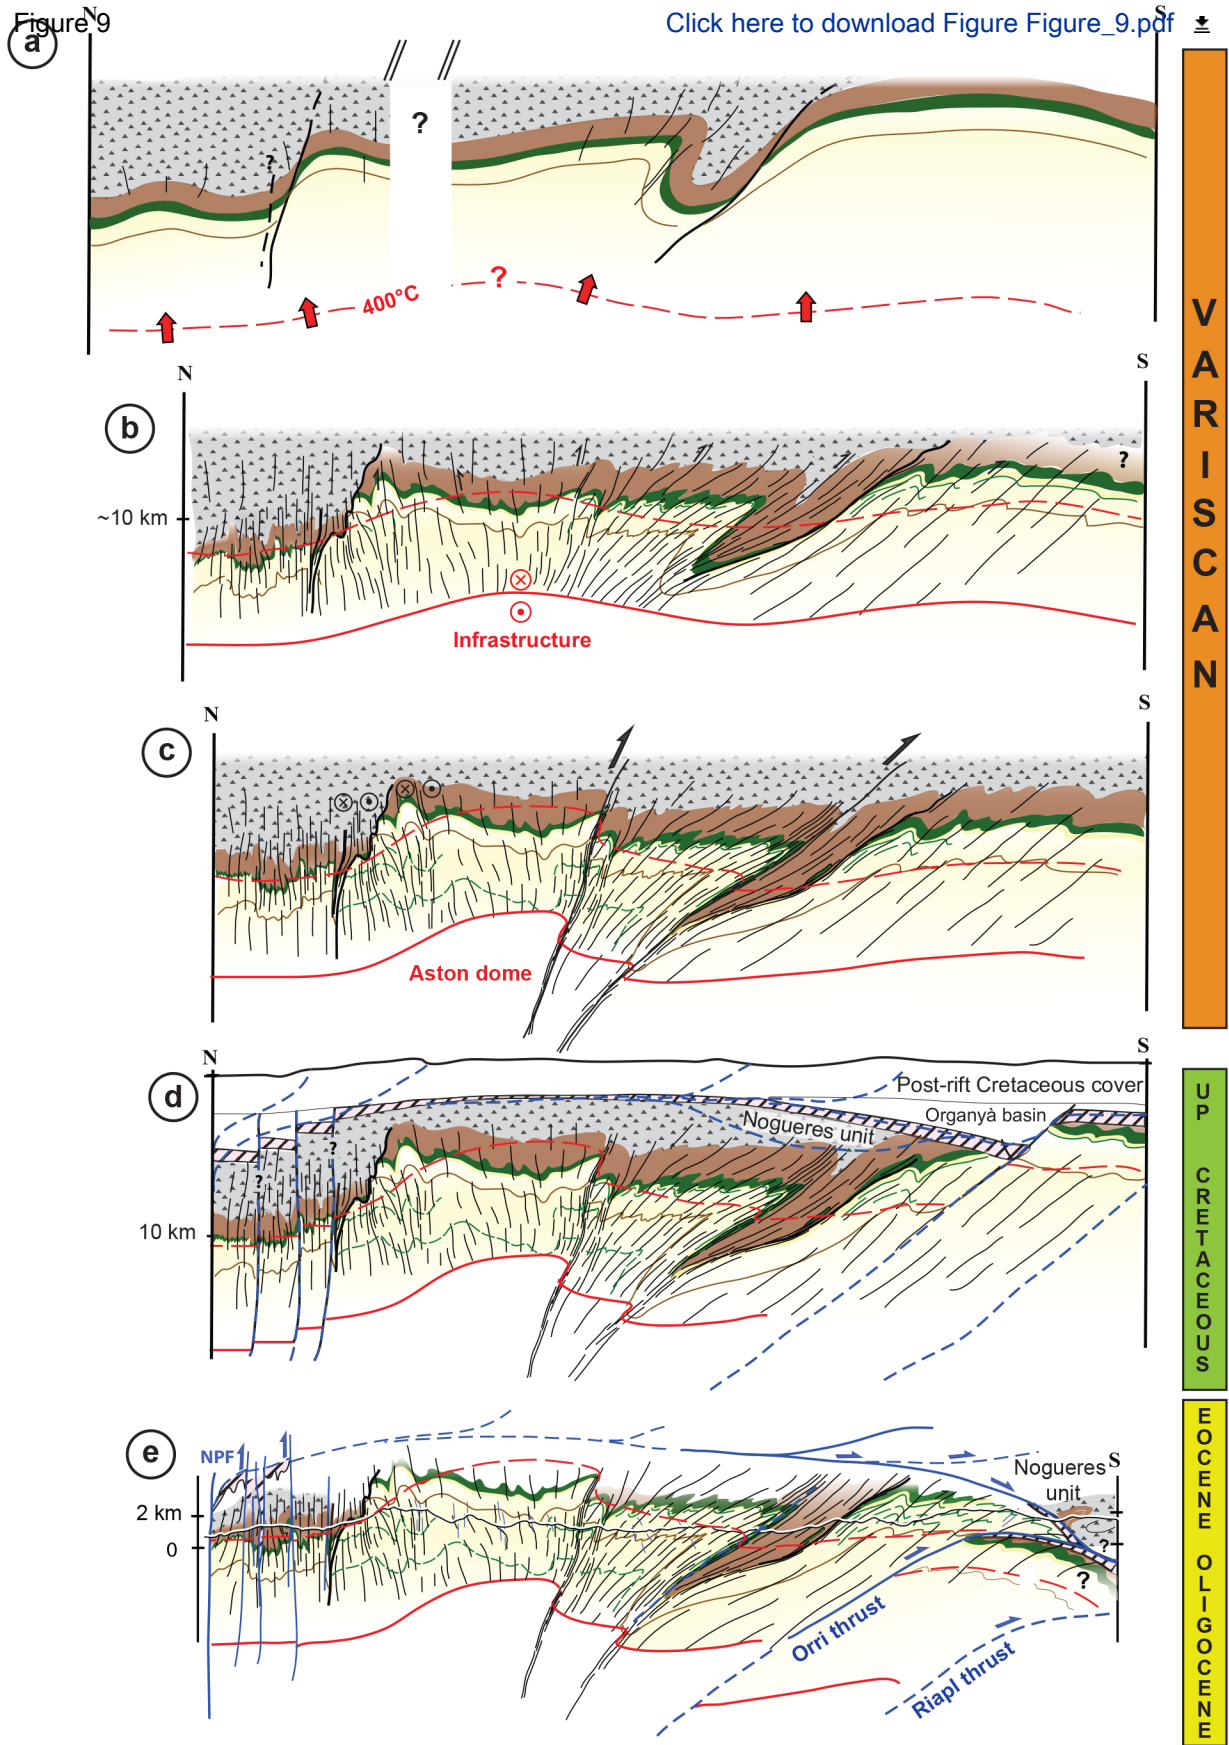 Figure 9
Click here to download Figure Figure_9.pdf
N
S
a
?
?
?
400°C
VARISCAN
N
S
b
~10 km
?
Infrastructure
N
S
c
Aston dome
N
S
d
Post-rift Cretaceous cover
Organyà basin
Nogueres unit
?
?
10 km
UP CRETACEOUS
e
NPF
Nogueres
unit
S
2 km
0
?
?
Orri thrust
Riapl thrust
EOCENE OLIGOCENE